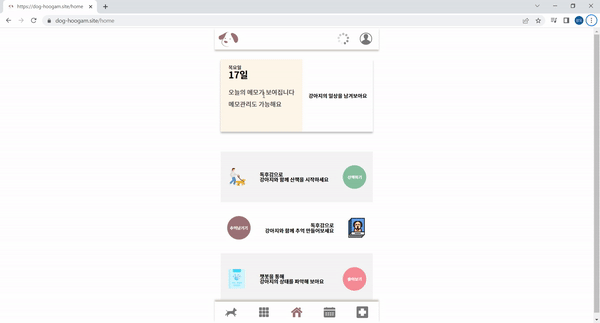 dog-hoogam.site/home
dog-hoogam.site/home
목요일
17일
오늘의 메모가 보여집니다
메모관리도 가능해요
강아지의 일상을 남겨보아요
독후감으로
강아지와 함께 산책을 시작하세요
산책하기
추억남기기
독후감으로
강아지와 함께 추억 만들어보세요
챗봇을 통해
강아지의 상태를 파악해 보아요